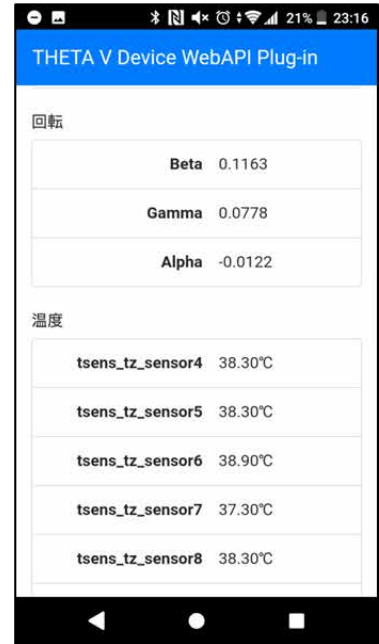 21% 23:16
THETA V Device WebAPI Plug-in
回転
Beta 0.1163
Gamma 0.0778
Alpha -0.0122
温度
tsens_tz_sensor4 38.30℃
tsens_tz_sensor5 38.30℃
tsens_tz_sensor6 38.90℃
tsens_tz_sensor7 37.30℃
tsens_tz_sensor8 38.30℃